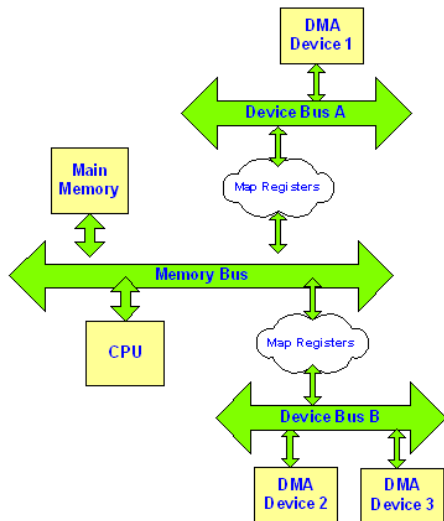 DMA
Device 1
Device Bus A
Map Registers
Main
Memory
Memory Bus
CPU
Map Registers
Device Bus B
DMA
Device 2
DMA
Device 3